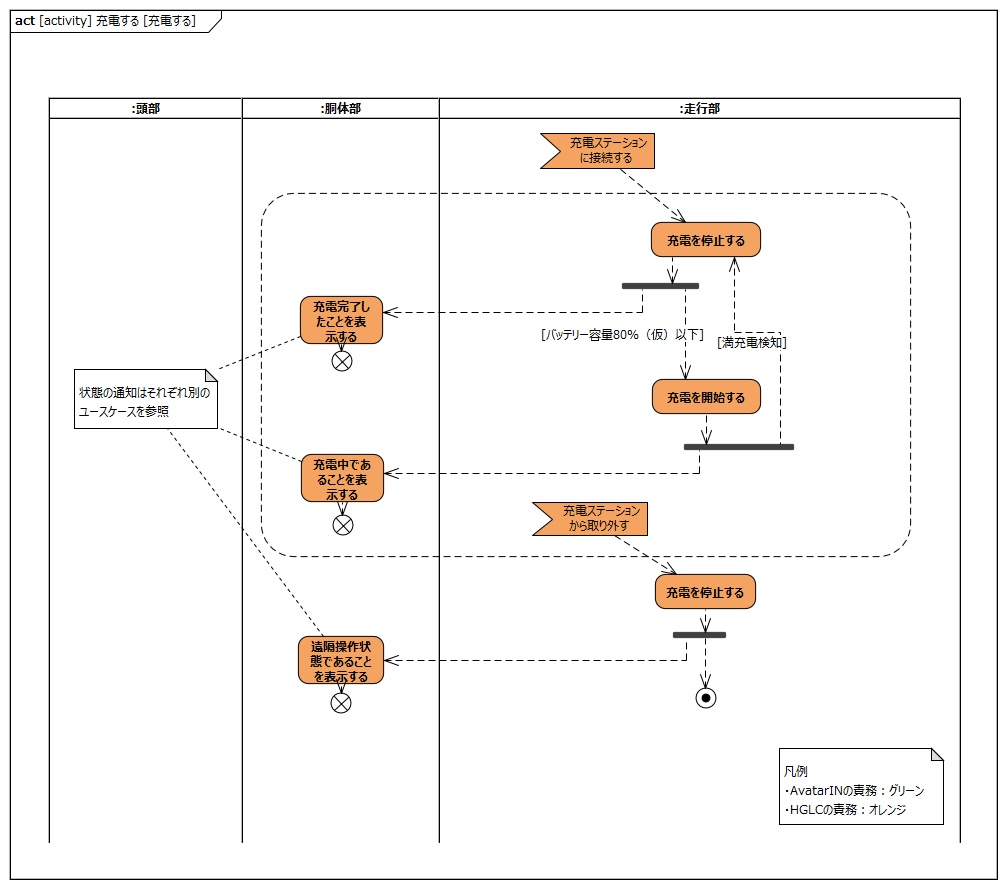 act [activity] 充電する [充電する]
:頭部
:胴体部
:走行部
充電ステーション
に接続する
充電を停止する
充電完了し
たことを表
示する
[バッテリー容量80%（仮）以下]
[満充電検知]
状態の通知はそれぞれ別の
ユースケースを参照
充電を開始する
充電中であ
ることを表
示する
充電ステーション
から取り外す
充電を停止する
遠隔操作状
態であること
を表示する
凡例
・AvatarINの責務：グリーン
・HGLCの責務：オレンジ